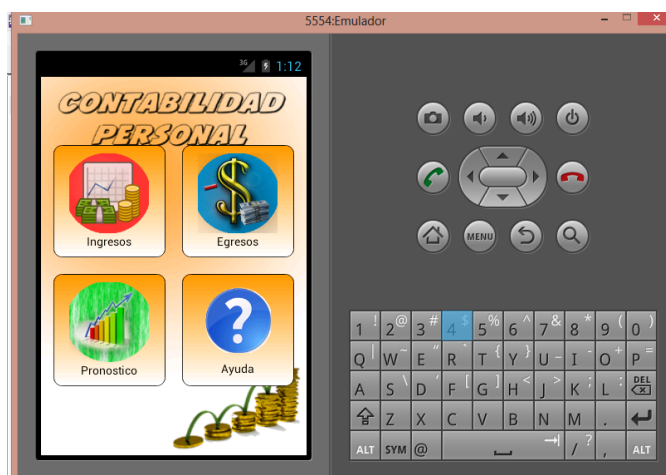 5554:Emulador
3G 1:12
CONTABILIDAD
PERSONAL
Ingresos
Egresos
Pronostico
Ayuda
MENU
1 ! 2 @ 3 # 4 $ 5 % 6 ^ 7 & 8 * 9 ( 0 )
Q | W ~ E " R ` T { Y } U _ I - O + P =
A S \ D ' F [ G ] H < J > K ; L : DEL
Z X C V B N M .
ALT SYM @ / ? , ALT